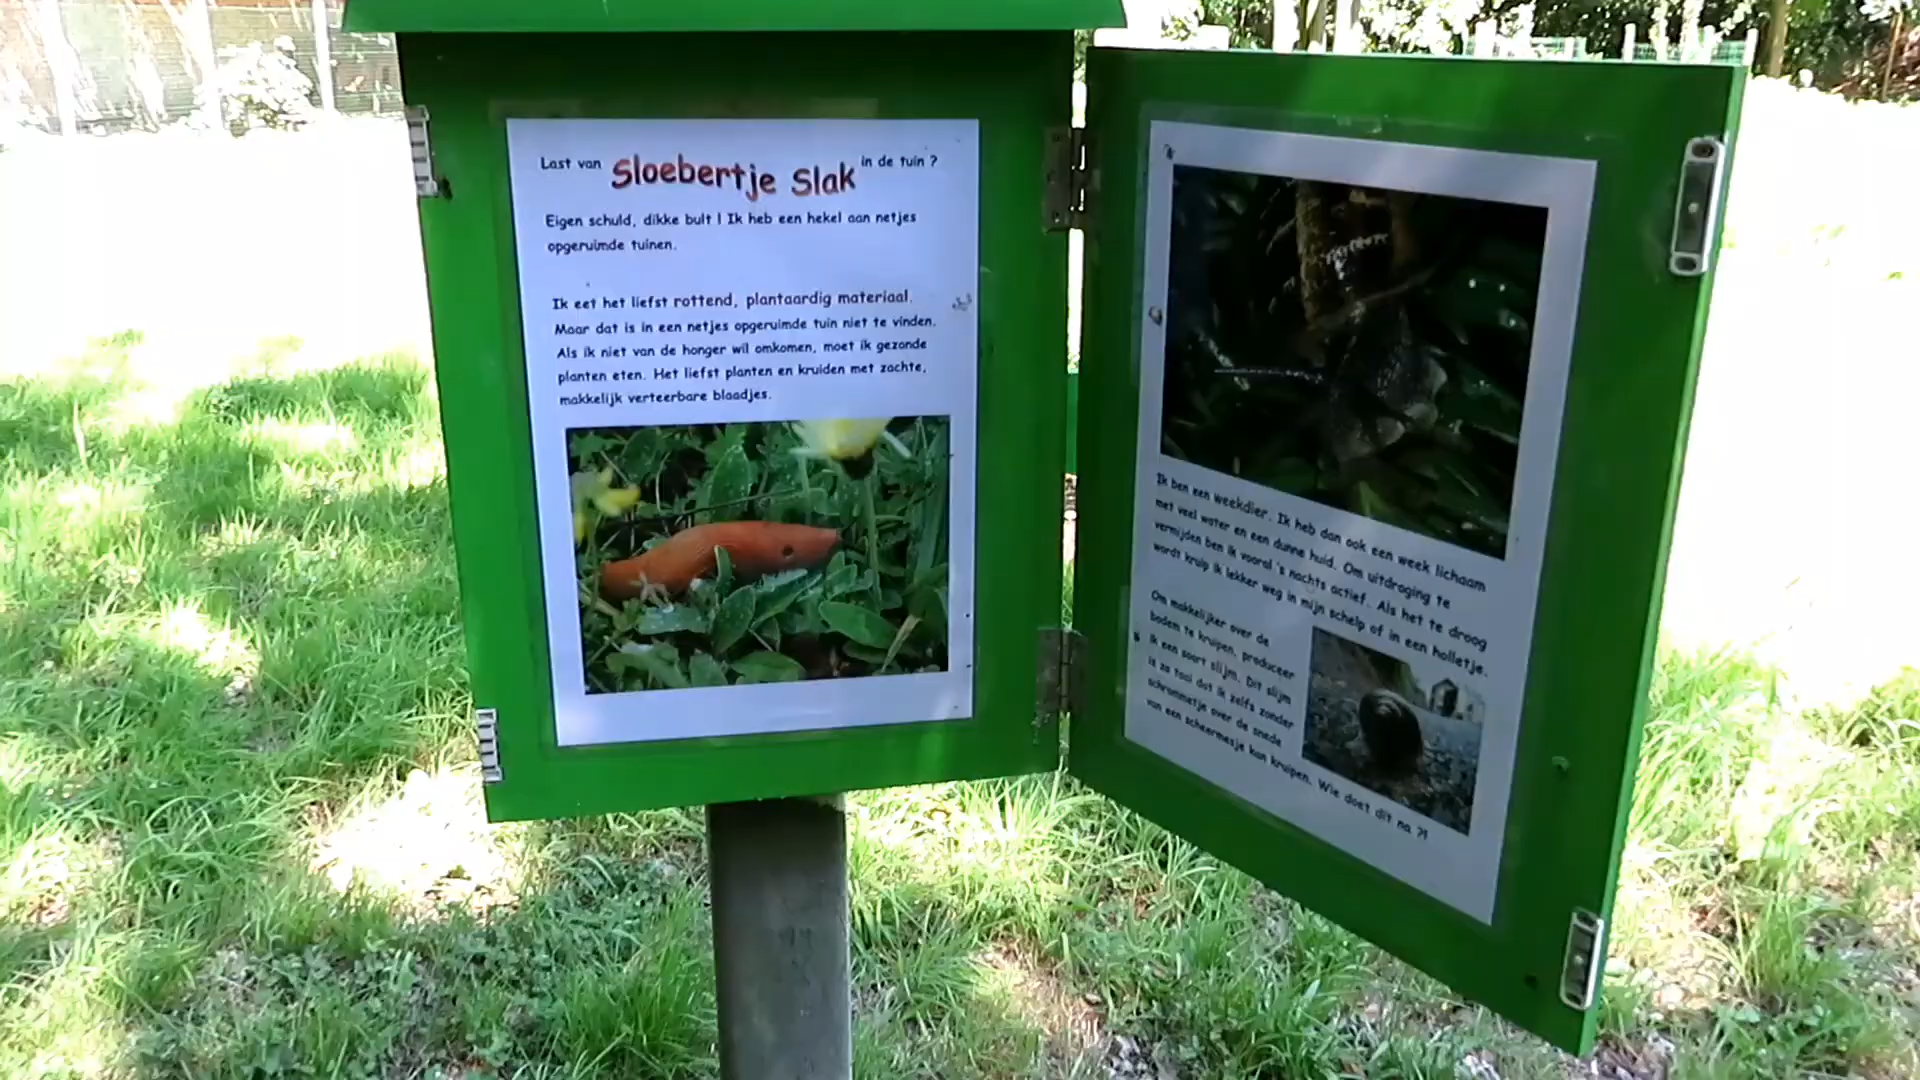 Last van Sloebertje Slak in de tuin ?
Eigen schuld, dikke bult ! Ik heb een hekel aan netjes
opgeruimde tuinen.
Ik eet het liefst rottend, plantaardig materiaal.
Maar dat is in een netjes opgeruimde tuin niet te vinden.
Als ik niet van de honger wil omkomen, moet ik gezonde
planten eten. Het liefst planten en kruiden met zachte,
makkelijk verteerbare blaadjes.
Ik ben een weekdier. Ik heb dan ook een week lichaam
met veel water en een dunne huid. Om uitdroging te
vermijden ben ik vooral 's nachts actief. Als het te droog
wordt kruip ik lekker weg in mijn schelp of in een holletje.
Om makkelijker over de
bodem te kruipen, produceer
ik een soort slijm. Dit slijm
is zo taai dat ik zelfs zonder
schrammetje over de snede
van een scheermesje kan kruipen. Wie doet dit na ?!